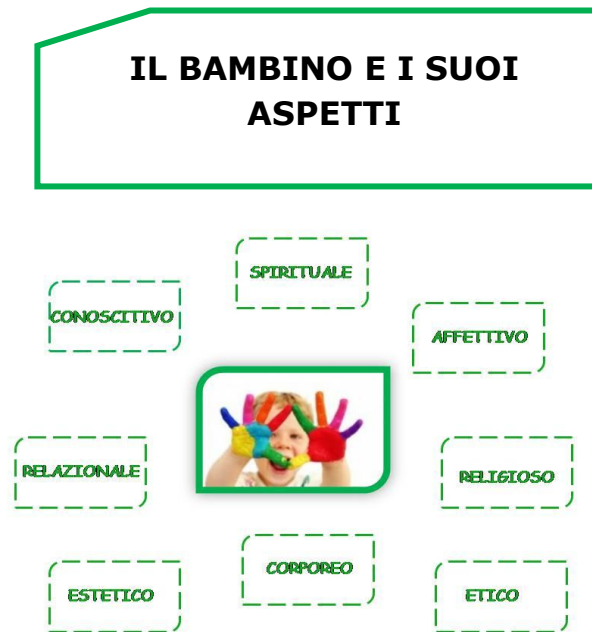 IL BAMBINO E I SUOI
ASPETTI
SPIRITUALE
CONOSCITIVO
AFFETTIVO
RELAZIONALE
RELIGIOSO
CORPOREO
ESTETICO
ETICO